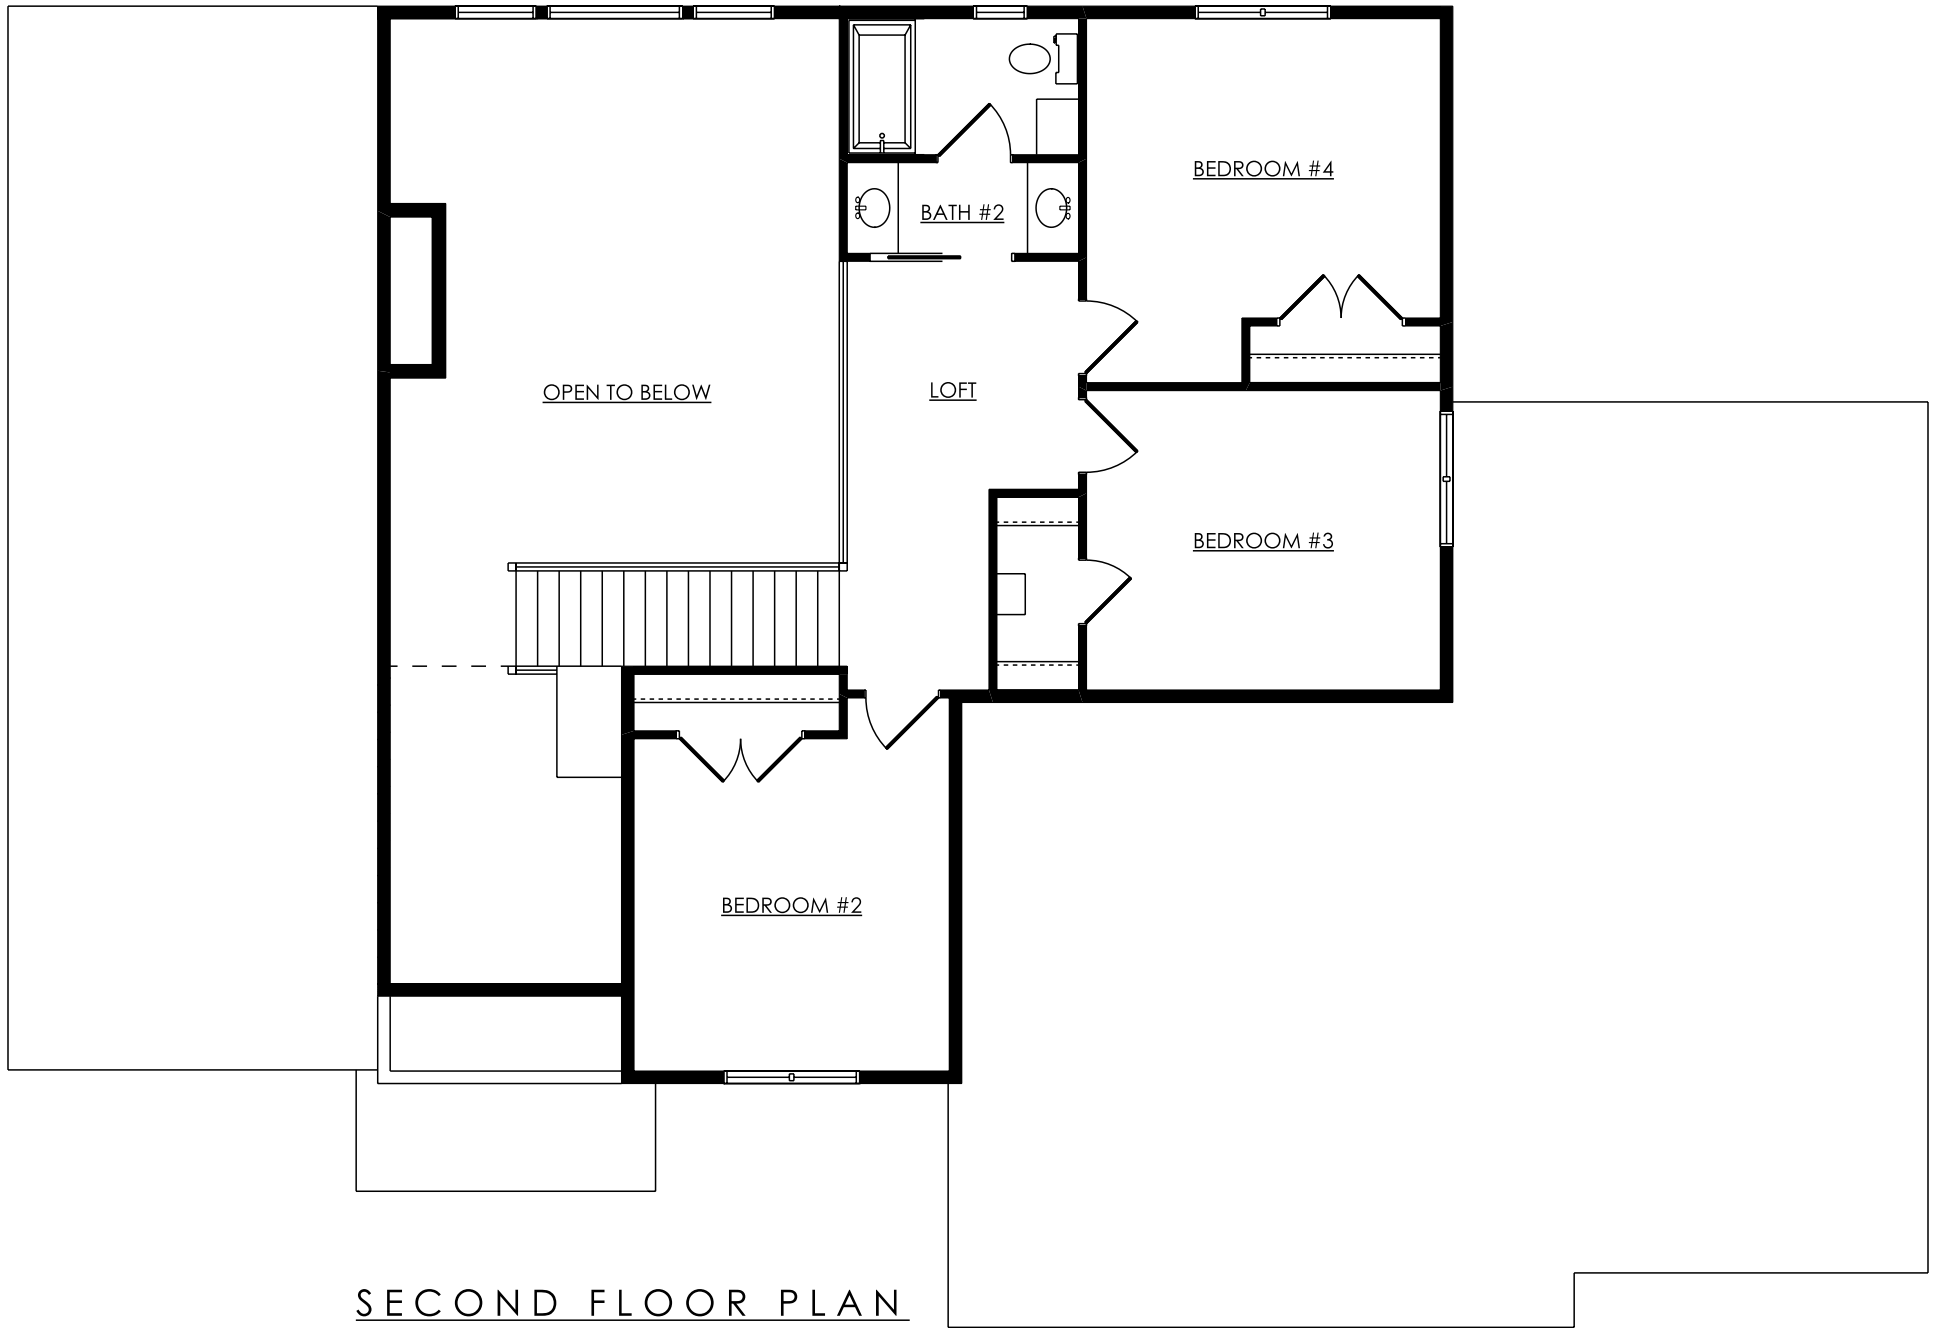 BEDROOM #4
BATH #2
OPEN TO BELOW
LOFT
BEDROOM #3
BEDROOM #2
SECOND FLOOR PLAN